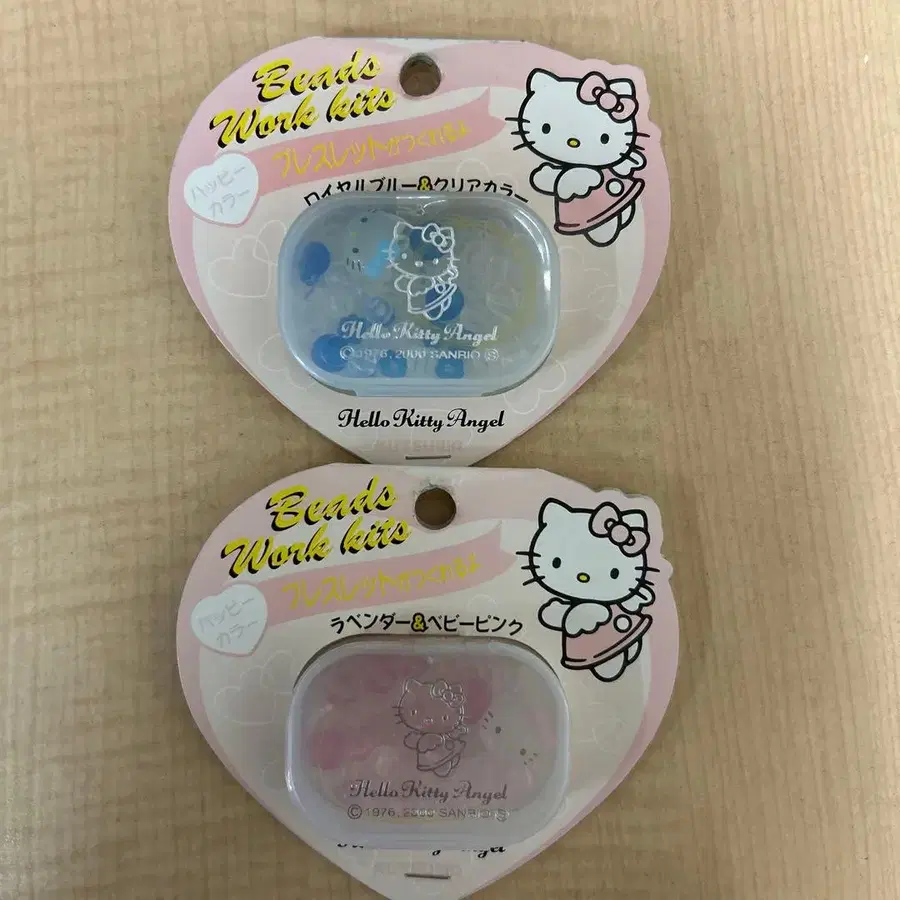 Beads
Work kits
ブレスレットがつくれるよ
ハッピー
カラー
ロイヤルブルー&クリアカラー
Hello Kitty Angel
©1976, 2000 SANRIO Ⓢ
Hello Kitty Angel
Beads
Work kits
ブレスレットがつくれるよ
ハッピー
カラー
ラベンダー&ベビーピンク
Hello Kitty Angel
©1976, 2000 SANRIO Ⓢ
Angel